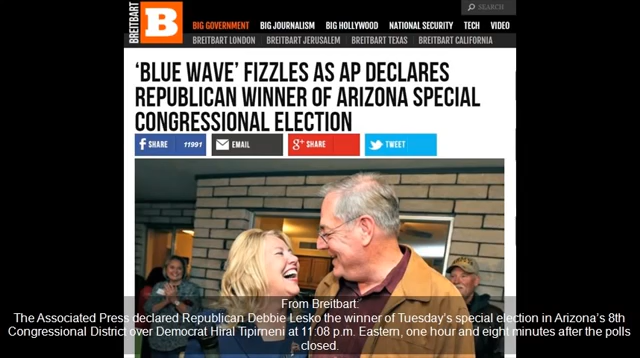 BREITBART
B
SEARCH
BIG GOVERNMENT BIG JOURNALISM BIG HOLLYWOOD NATIONAL SECURITY TECH VIDEO
BREITBART LONDON BREITBART JERUSALEM BREITBART TEXAS BREITBART CALIFORNIA
‘BLUE WAVE’ FIZZLES AS AP DECLARES
REPUBLICAN WINNER OF ARIZONA SPECIAL
CONGRESSIONAL ELECTION
f SHARE 11991 EMAIL g+ SHARE TWEET
From Breitbart:
The Associated Press declared Republican Debbie Lesko the winner of Tuesday's special election in Arizona's 8th
Congressional District over Democrat Hiral Tipirneni at 11:08 p.m. Eastern, one hour and eight minutes after the polls
closed.